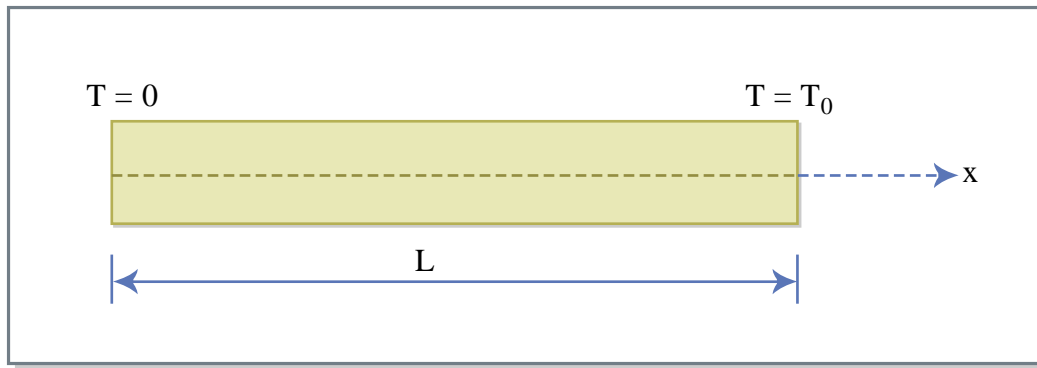 T = 0
T = T₀
x
L